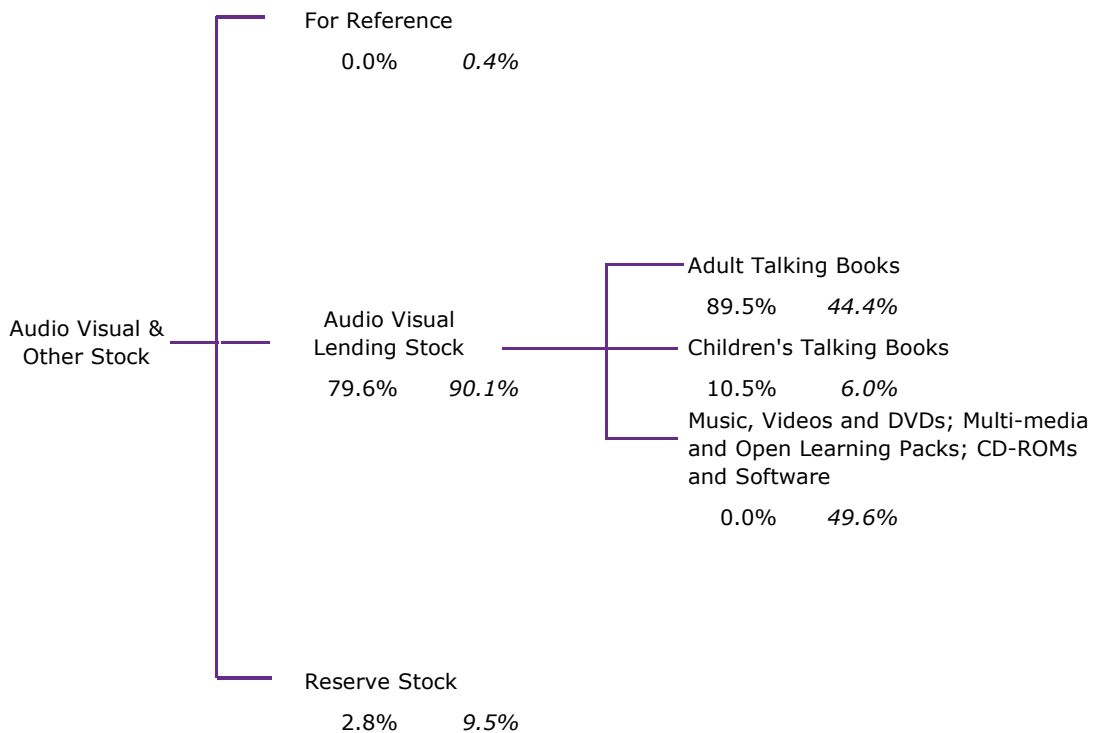 For Reference
0.0% 0.4%
Audio Visual &
Other Stock
Audio Visual
Lending Stock
79.6% 90.1%
Adult Talking Books
89.5% 44.4%
Children's Talking Books
10.5% 6.0%
Music, Videos and DVDs; Multi-media
and Open Learning Packs; CD-ROMs
and Software
0.0% 49.6%
Reserve Stock
2.8% 9.5%